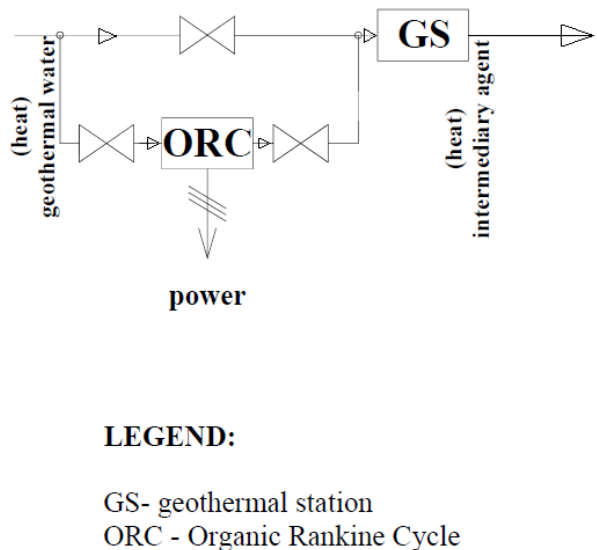 GS
(heat)
geothermal water
ORC
(heat)
intermediary agent
power
LEGEND:
GS- geothermal station
ORC - Organic Rankine Cycle